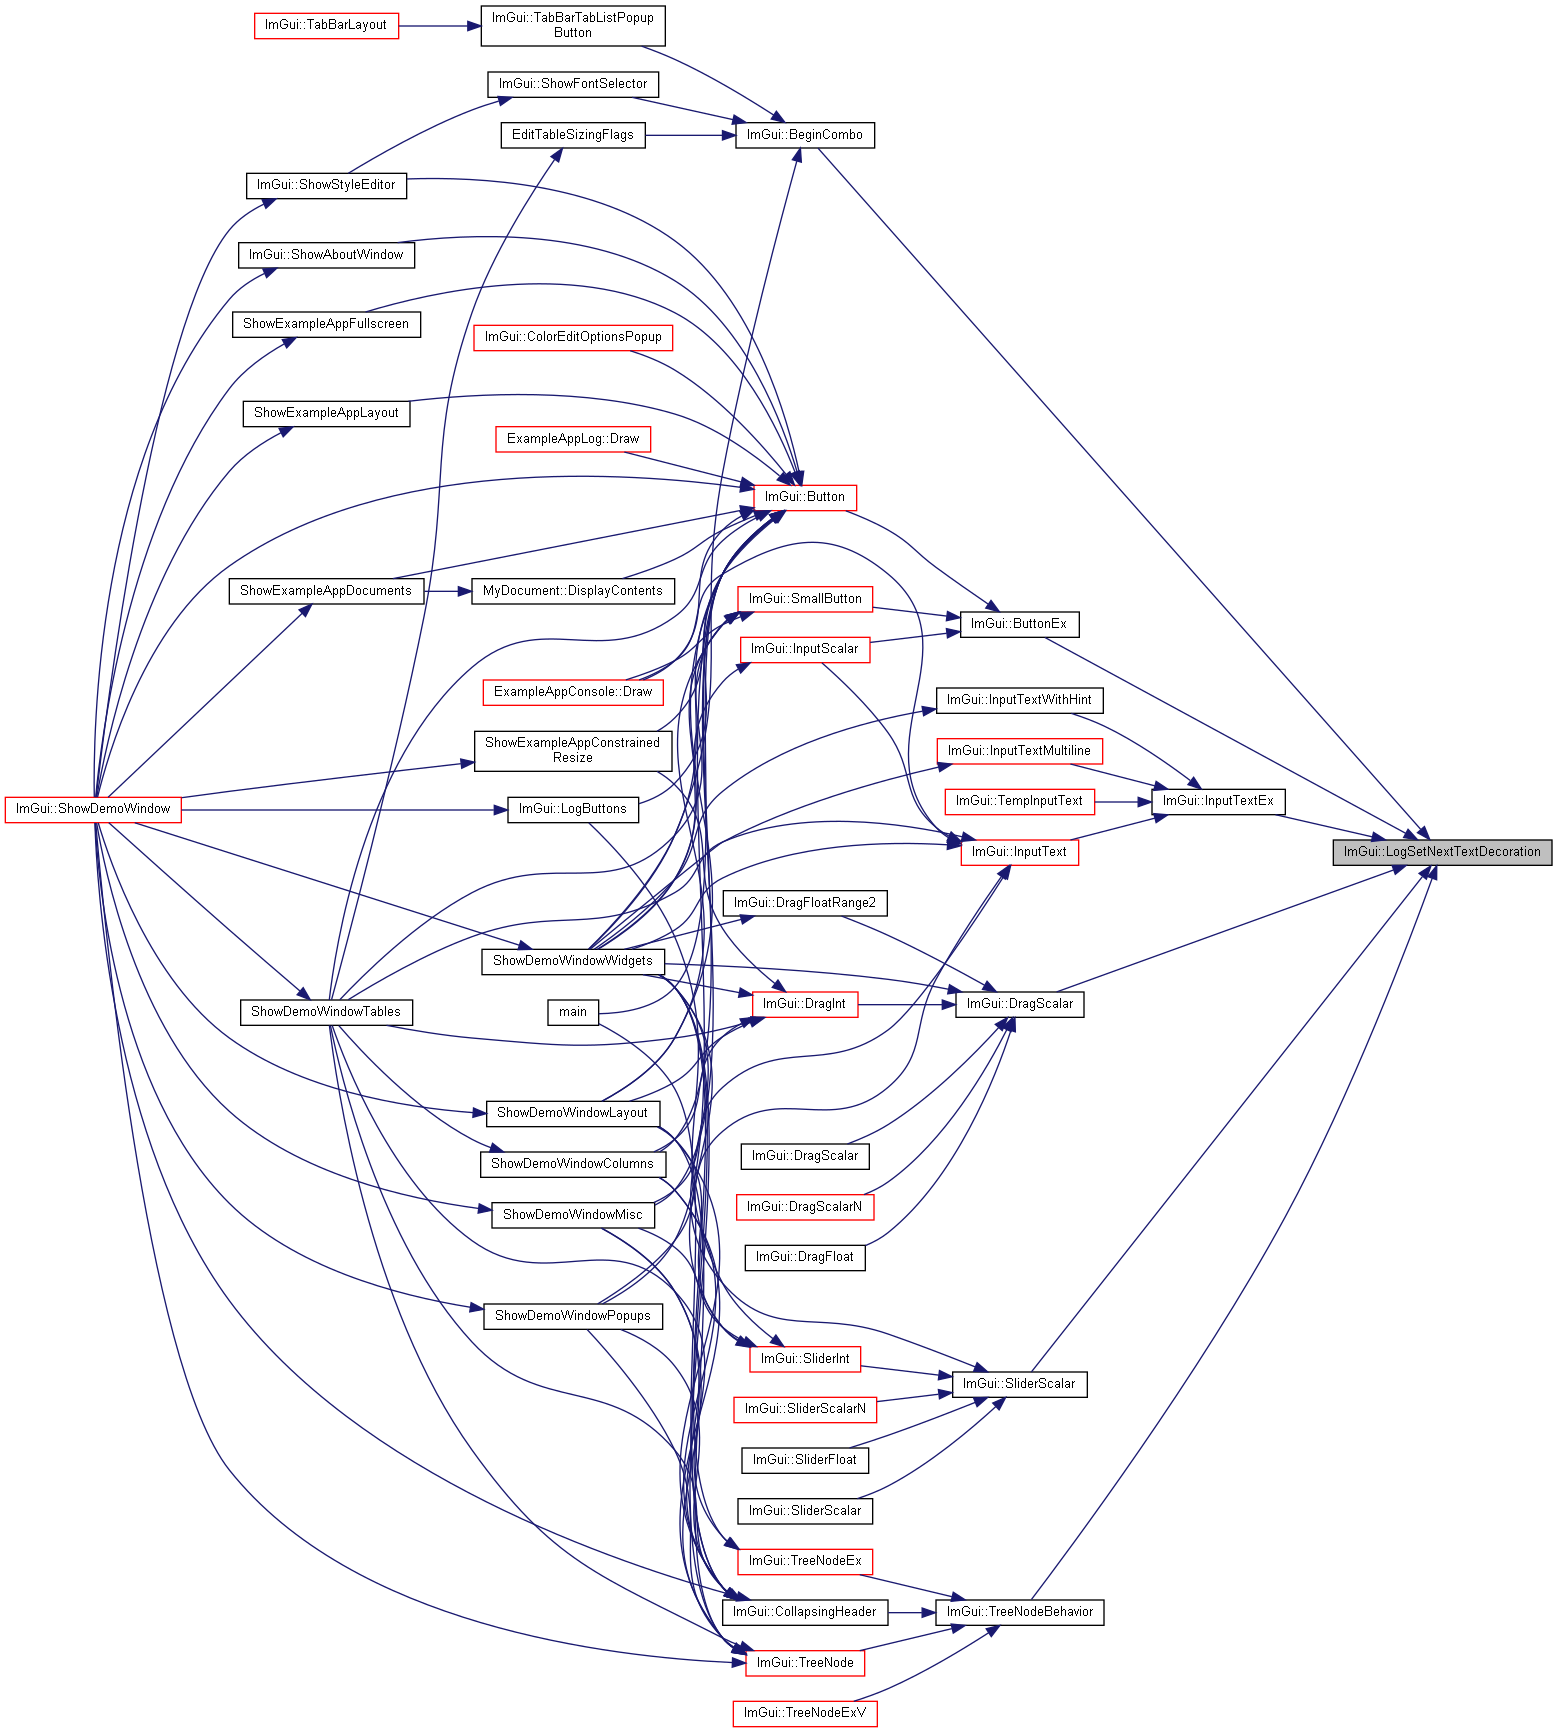 ImGui::TabBarLayout
ImGui::TabBarTabListPopup
Button
ImGui::ShowFontSelector
EditTableSizingFlags
ImGui::BeginCombo
ImGui::ShowStyleEditor
ImGui::ShowAboutWindow
ShowExampleAppFullscreen
ImGui::ColorEditOptionsPopup
ShowExampleAppLayout
ExampleAppLog::Draw
ImGui::Button
ShowExampleAppDocuments
MyDocument::DisplayContents
ImGui::SmallButton
ImGui::ButtonEx
ImGui::InputScalar
ExampleAppConsole::Draw
ImGui::InputTextWithHint
ShowExampleAppConstrained
Resize
ImGui::InputTextMultiline
ImGui::ShowDemoWindow
ImGui::LogButtons
ImGui::TempInputText
ImGui::InputTextEx
ImGui::InputText
ImGui::LogSetNextTextDecoration
ImGui::DragFloatRange2
ShowDemoWindowWidgets
ShowDemoWindowTables
main
ImGui::DragInt
ImGui::DragScalar
ShowDemoWindowLayout
ShowDemoWindowColumns
ImGui::DragScalar
ShowDemoWindowMisc
ImGui::DragScalarN
ImGui::DragFloat
ShowDemoWindowPopups
ImGui::SliderInt
ImGui::SliderScalar
ImGui::SliderScalarN
ImGui::SliderFloat
ImGui::SliderScalar
ImGui::TreeNodeEx
ImGui::CollapsingHeader
ImGui::TreeNodeBehavior
ImGui::TreeNode
ImGui::TreeNodeExV